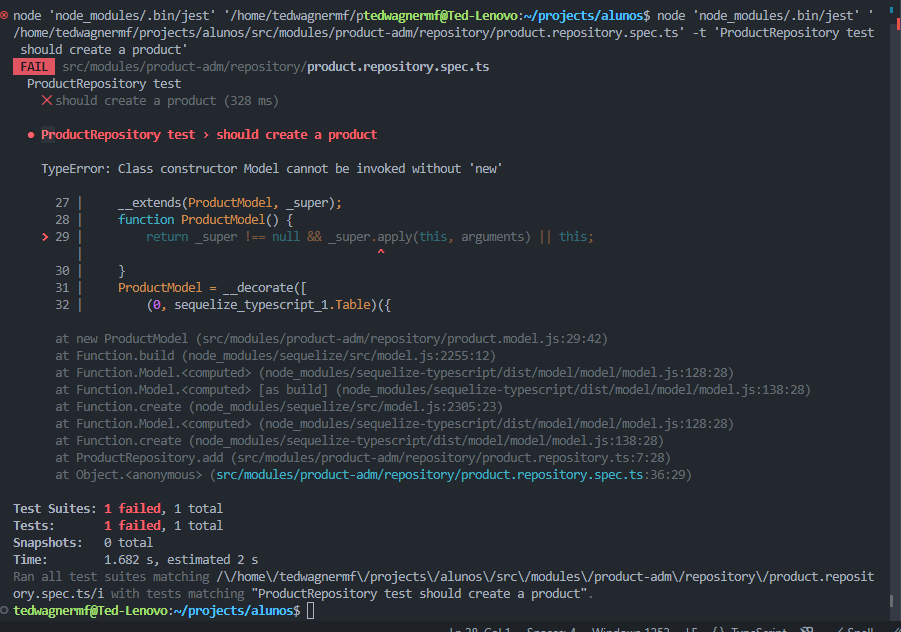 node 'node_modules/.bin/jest' '/home/tedwagnermf/ptedwagnermf@Ted-Lenovo:~/projects/alunos$ node 'node_modules/.bin/jest' '
/home/tedwagnermf/projects/alunos/src/modules/product-adm/repository/product.repository.spec.ts' -t 'ProductRepository test
should create a product'
FAIL src/modules/product-adm/repository/product.repository.spec.ts
ProductRepository test
✕ should create a product (328 ms)
● ProductRepository test › should create a product
TypeError: Class constructor Model cannot be invoked without 'new'
27 |     __extends(ProductModel, _super);
28 |     function ProductModel() {
> 29 |         return _super !== null && _super.apply(this, arguments) || this;
|                                          ^
30 |     }
31 |     ProductModel = __decorate([
32 |         (0, sequelize_typescript_1.Table)({
at new ProductModel (src/modules/product-adm/repository/product.model.js:29:42)
at Function.build (node_modules/sequelize/src/model.js:2255:12)
at Function.Model.<computed> (node_modules/sequelize-typescript/dist/model/model/model.js:128:28)
at Function.Model.<computed> [as build] (node_modules/sequelize-typescript/dist/model/model/model.js:138:28)
at Function.create (node_modules/sequelize/src/model.js:2305:23)
at Function.Model.<computed> (node_modules/sequelize-typescript/dist/model/model/model.js:128:28)
at Function.create (node_modules/sequelize-typescript/dist/model/model/model.js:138:28)
at ProductRepository.add (src/modules/product-adm/repository/product.repository.ts:7:28)
at Object.<anonymous> (src/modules/product-adm/repository/product.repository.spec.ts:36:29)
Test Suites: 1 failed, 1 total
Tests:       1 failed, 1 total
Snapshots:   0 total
Time:        1.682 s, estimated 2 s
Ran all test suites matching /\/home\/tedwagnermf\/projects\/alunos\/src\/modules\/product-adm\/repository\/product.reposit
ory.spec.ts/i with tests matching "ProductRepository test should create a product".
tedwagnermf@Ted-Lenovo:~/projects/alunos$